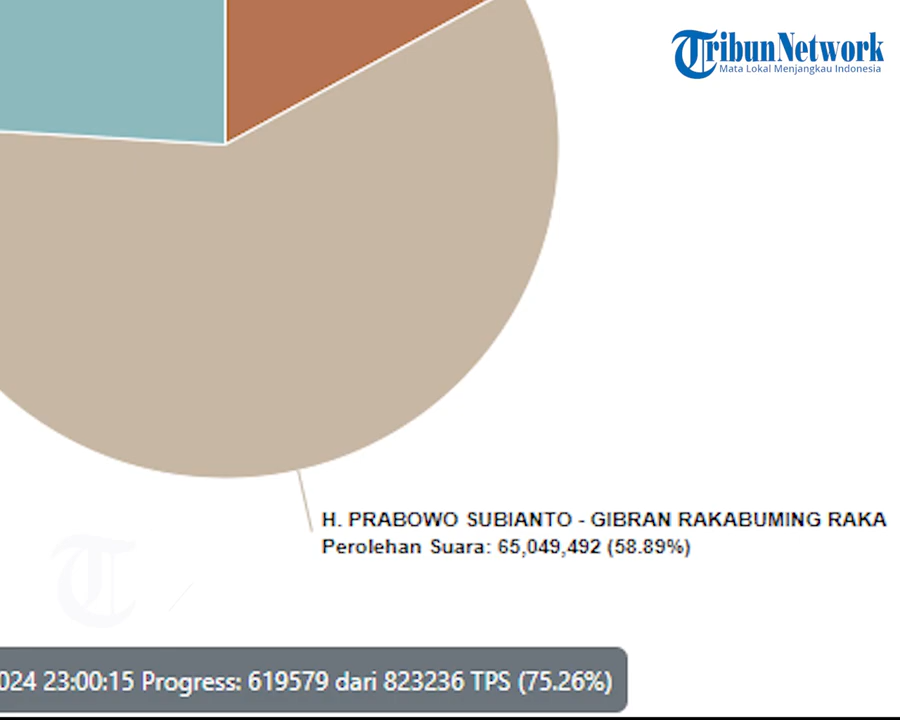 TribunNetwork
Mata Lokal Menjangkau Indonesia
H. PRABOWO SUBIANTO - GIBRAN RAKABUMING RAKA
Perolehan Suara: 65,049,492 (58.89%)
024 23:00:15 Progress: 619579 dari 823236 TPS (75.26%)